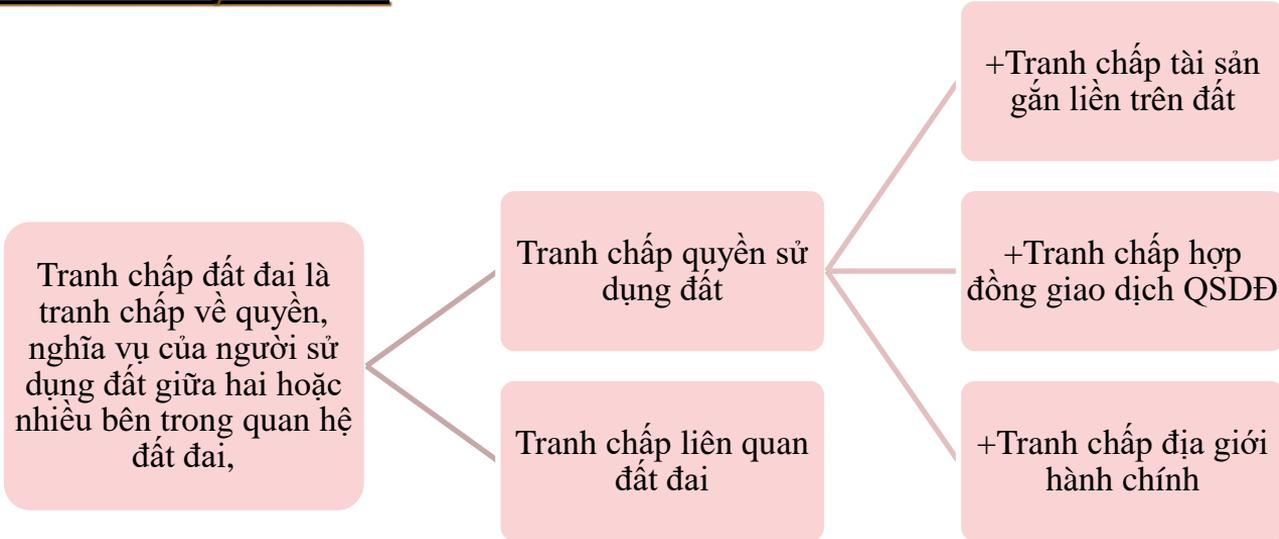 Tranh chấp đất đai là
tranh chấp về quyền,
nghĩa vụ của người sử
dụng đất giữa hai hoặc
nhiều bên trong quan hệ
đất đai,
Tranh chấp quyền sử
dụng đất
Tranh chấp liên quan
đất đai
+Tranh chấp tài sản
gắn liền trên đất
+Tranh chấp hợp
đồng giao dịch QSDĐ
+Tranh chấp địa giới
hành chính